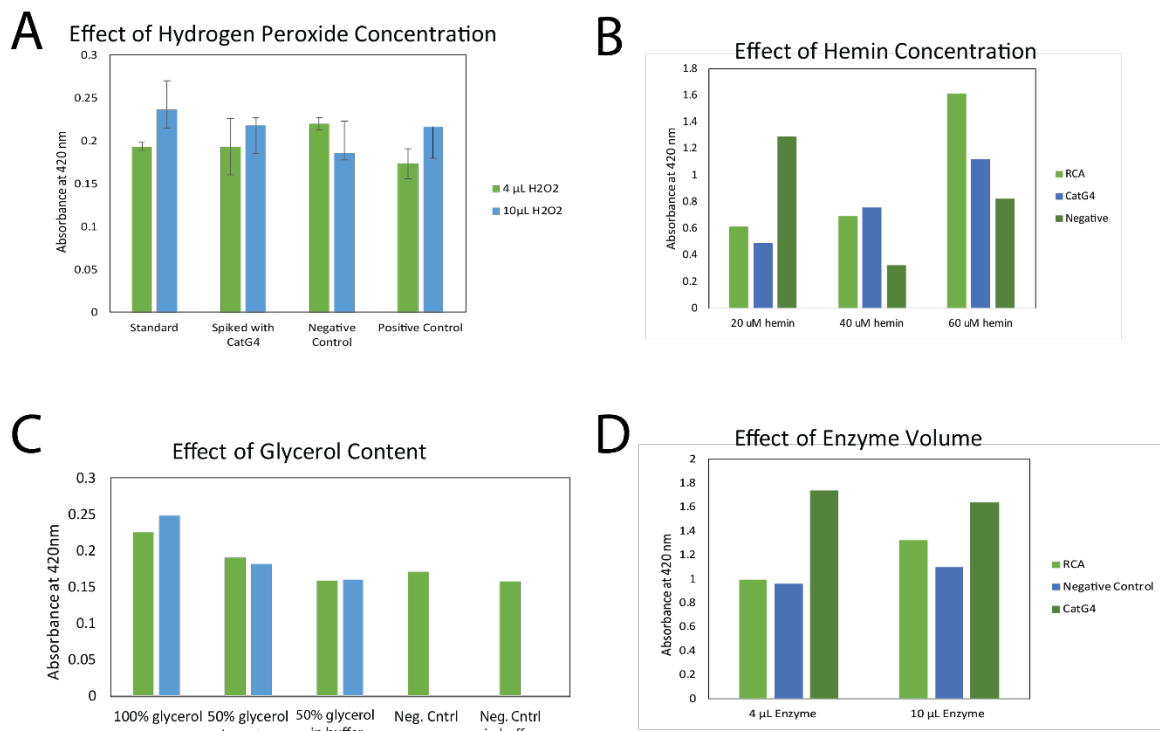 A
Effect of Hydrogen Peroxide Concentration
0.3
0.25
0.2
0.15
0.1
0.05
0
Absorbance at 420 nm
Standard
Spiked with
CatG4
Negative
Control
Positive Control
4 µL H2O2
10µL H2O2
B
Effect of Hemin Concentration
1.8
1.6
1.4
1.2
1
0.8
0.6
0.4
0.2
0
Absorbance at 420 nm
20 uM hemin
40 uM hemin
60 uM hemin
RCA
CatG4
Negative
C
Effect of Glycerol Content
0.3
0.25
0.2
0.15
0.1
0.05
0
Absorbance at 420nm
100% glycerol
50% glycerol
50% glycerol
in buffer
Neg. Cntrl
Neg. Cntrl
D
Effect of Enzyme Volume
2
1.8
1.6
1.4
1.2
1
0.8
0.6
0.4
0.2
0
Absorbance at 420 nm
4 µL Enzyme
10 µL Enzyme
RCA
Negative Control
CatG4